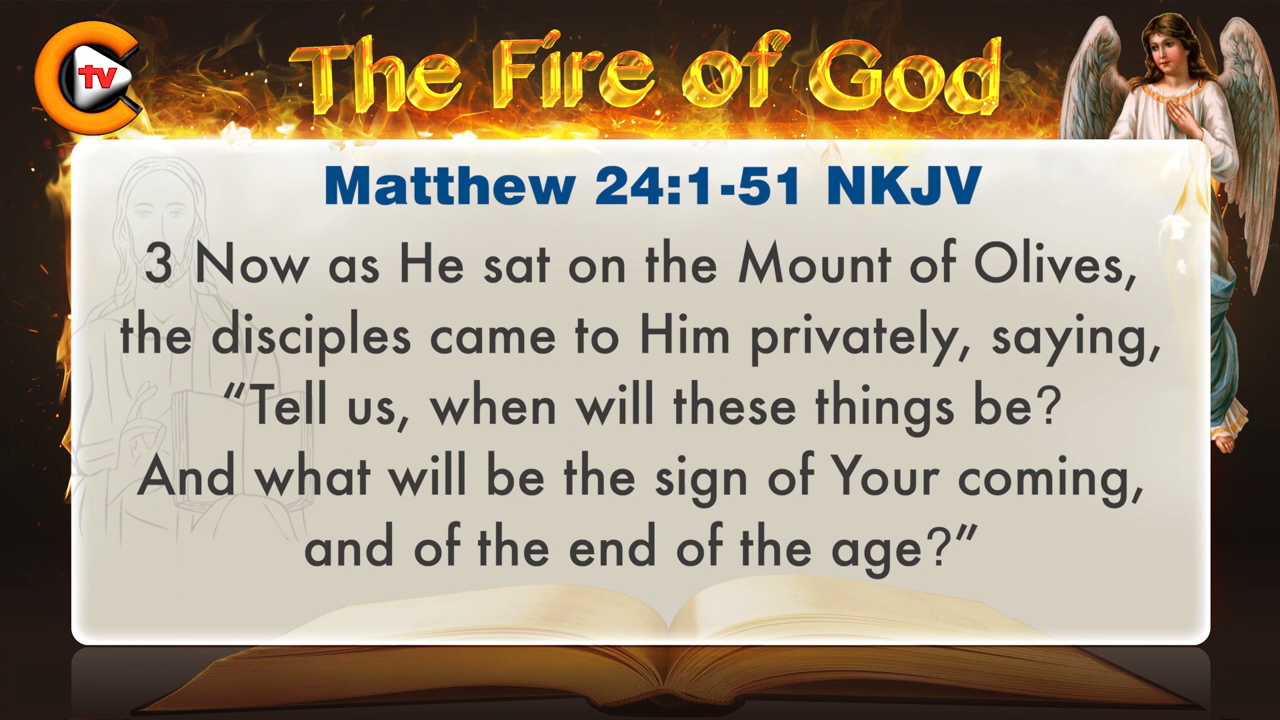 tv
The Fire of God
Matthew 24:1-51 NKJV
3 Now as He sat on the Mount of Olives,
the disciples came to Him privately, saying,
“Tell us, when will these things be?
And what will be the sign of Your coming,
and of the end of the age?”